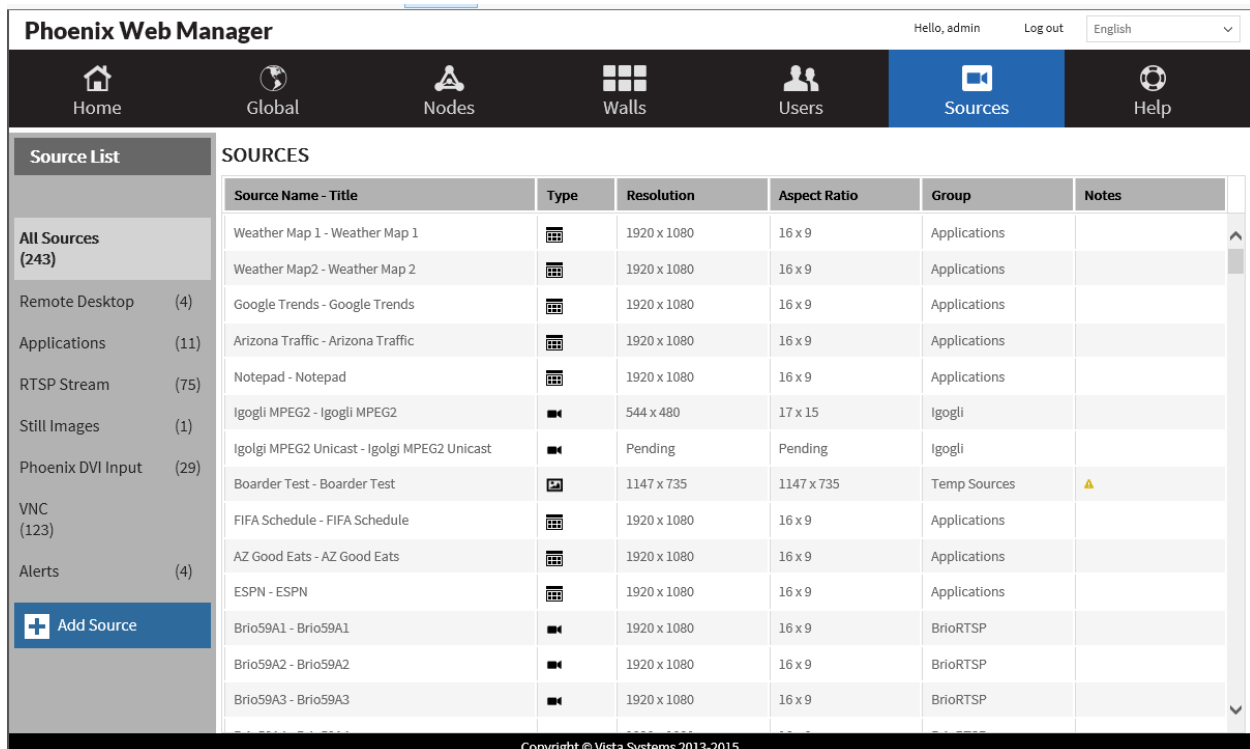 Phoenix Web Manager
Hello, admin
Log out
English
Home
Global
Nodes
Walls
Users
Sources
Help
Source List
All Sources
(243)
Remote Desktop (4)
Applications (11)
RTSP Stream (75)
Still Images (1)
Phoenix DVI Input (29)
VNC
(123)
Alerts (4)
Add Source
SOURCES
Source Name - Title Type Resolution Aspect Ratio Group Notes
Weather Map 1 - Weather Map 1 1920 x 1080 16 x 9 Applications
Weather Map2 - Weather Map 2 1920 x 1080 16 x 9 Applications
Google Trends - Google Trends 1920 x 1080 16 x 9 Applications
Arizona Traffic - Arizona Traffic 1920 x 1080 16 x 9 Applications
Notepad - Notepad 1920 x 1080 16 x 9 Applications
Igogli MPEG2 - Igogli MPEG2 544 x 480 17 x 15 Igogli
Igolgi MPEG2 Unicast - Igolgi MPEG2 Unicast Pending Pending Igogli
Boarder Test - Boarder Test 1147 x 735 1147 x 735 Temp Sources
FIFA Schedule - FIFA Schedule 1920 x 1080 16 x 9 Applications
AZ Good Eats - AZ Good Eats 1920 x 1080 16 x 9 Applications
ESPN - ESPN 1920 x 1080 16 x 9 Applications
Brio59A1 - Brio59A1 1920 x 1080 16 x 9 BrioRTSP
Brio59A2 - Brio59A2 1920 x 1080 16 x 9 BrioRTSP
Brio59A3 - Brio59A3 1920 x 1080 16 x 9 BrioRTSP
Copyright © Vista Systems 2013-2015